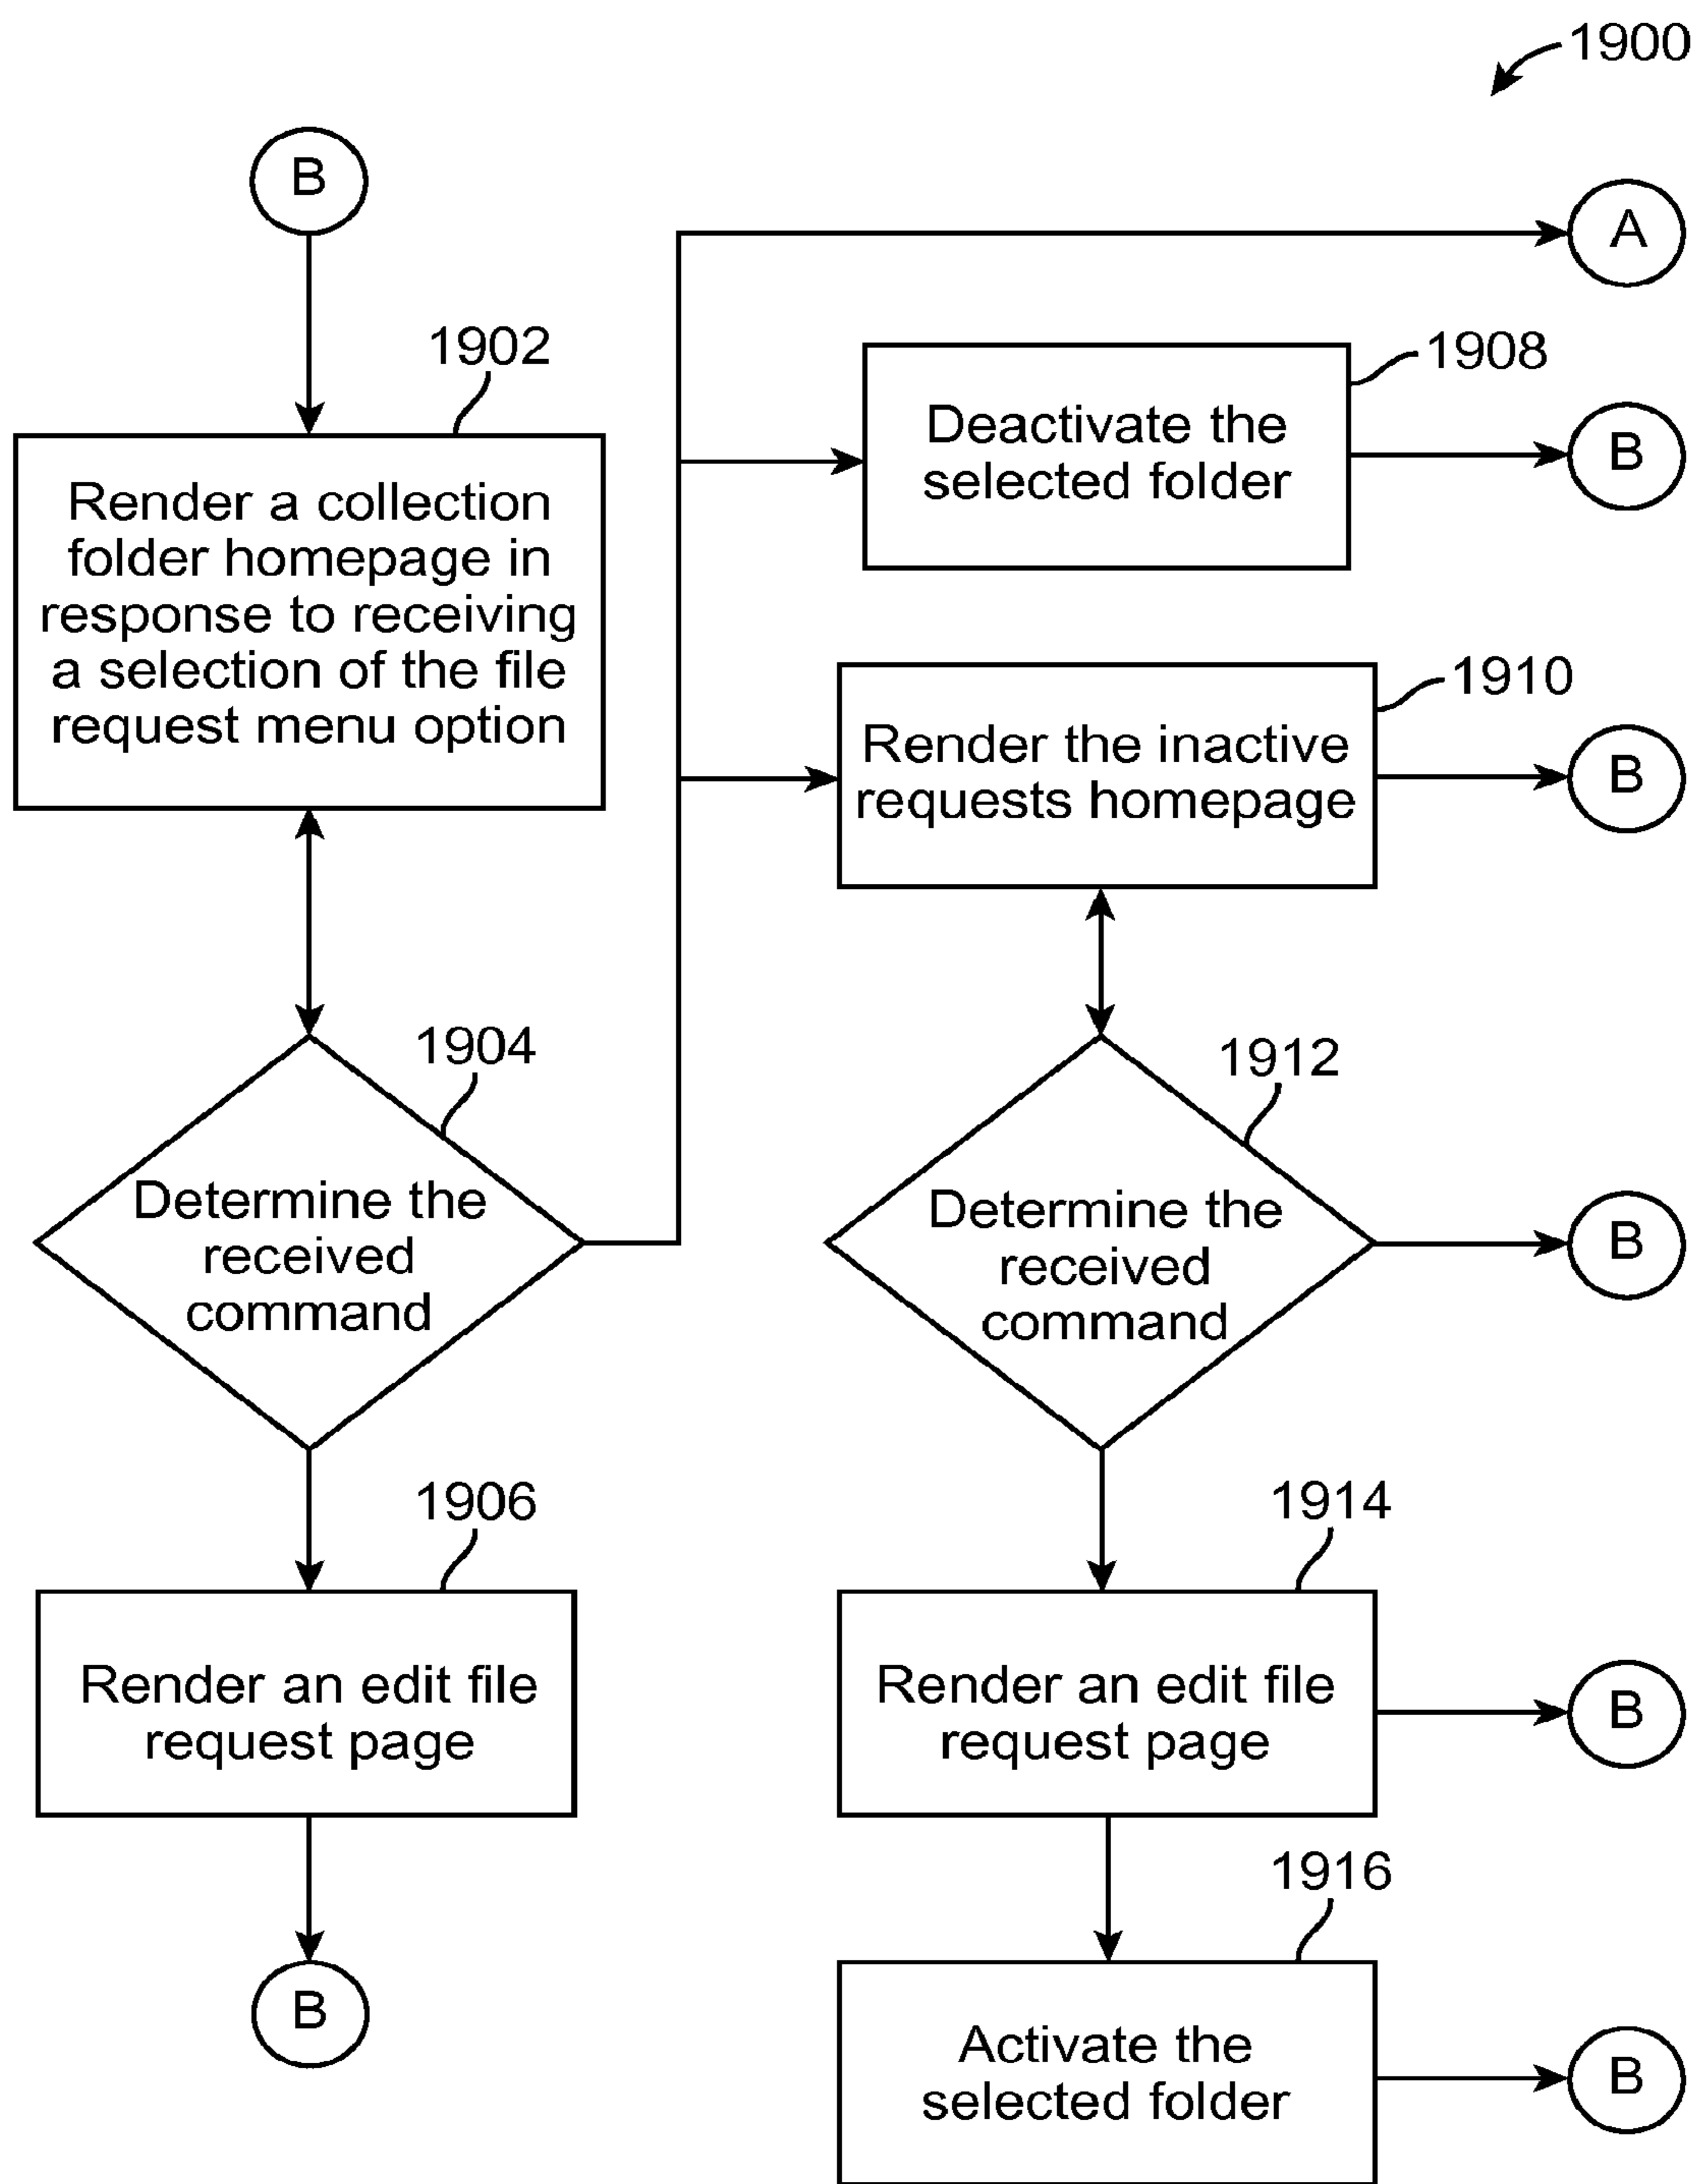 1900
B
A
1902
Render a collection
folder homepage in
response to receiving
a selection of the file
request menu option
1908
Deactivate the
selected folder
B
1910
Render the inactive
requests homepage
B
1904
Determine the
received
command
1912
Determine the
received
command
B
1906
Render an edit file
request page
B
1914
Render an edit file
request page
B
1916
Activate the
selected folder
B